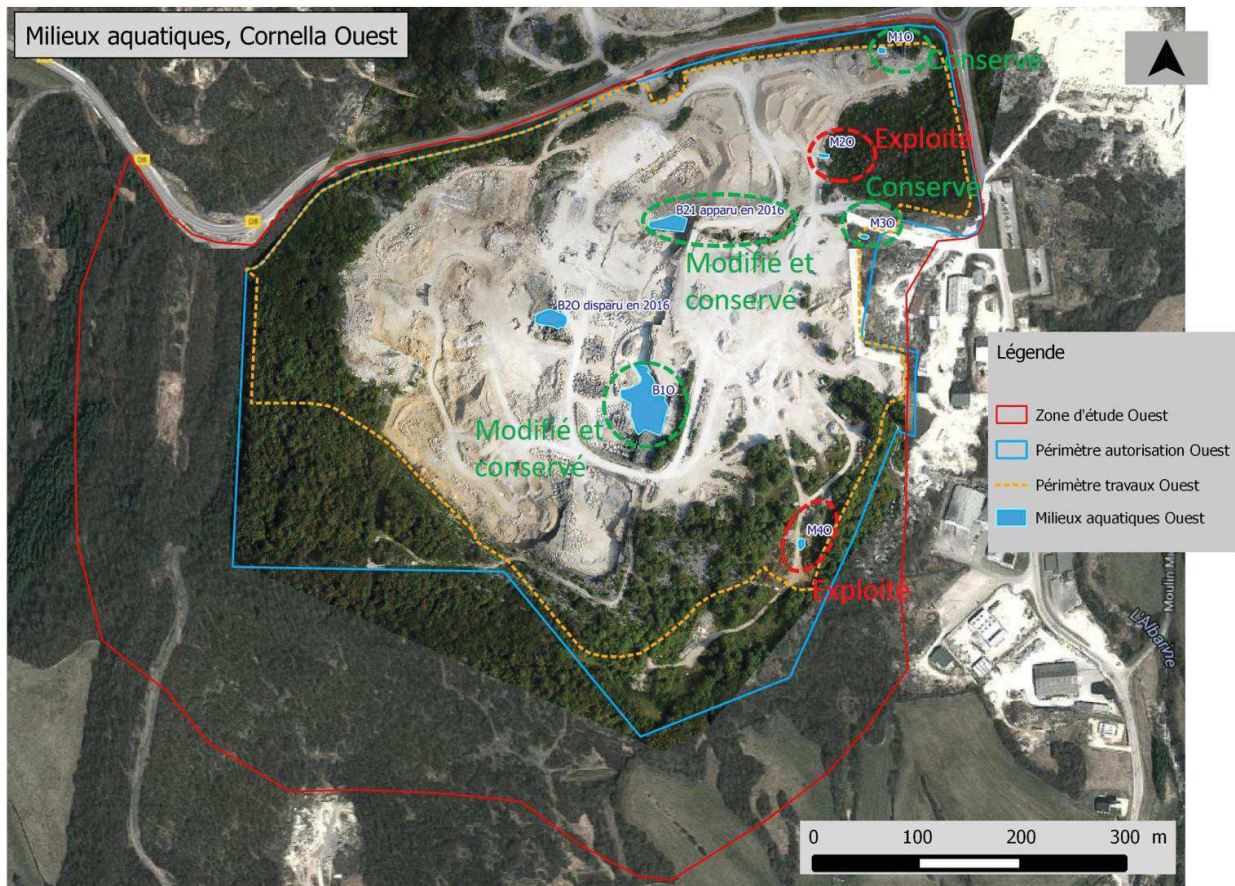 Milieux aquatiques, Cornella Ouest
M1O
Conservé
M2O
Exploité
Conservé
M3O
B21 apparu en 2016
Modifié et
conservé
B2O disparu en 2016
B1O
Modifié et
conservé
M4O
Exploité
D8
D8
Légende
Zone d'étude Ouest
Périmètre autorisation Ouest
Périmètre travaux Ouest
Milieux aquatiques Ouest
L'Albarine
0 100 200 300 m